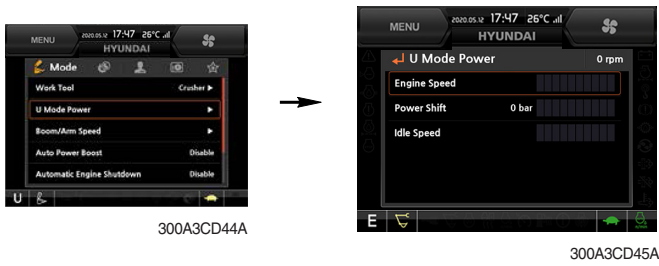 MENU
2020.05.12 17:47 26°C .ıll
HYUNDAI
Mode
Work Tool Crusher ▶
U Mode Power ▶
Boom/Arm Speed ▶
Auto Power Boost Disable
Automatic Engine Shutdown Disable
U
300A3CD44A
MENU
2020.05.12 17:47 26°C .ıll
HYUNDAI
U Mode Power 0 rpm
Engine Speed
Power Shift 0 bar
Idle Speed
E
300A3CD45A